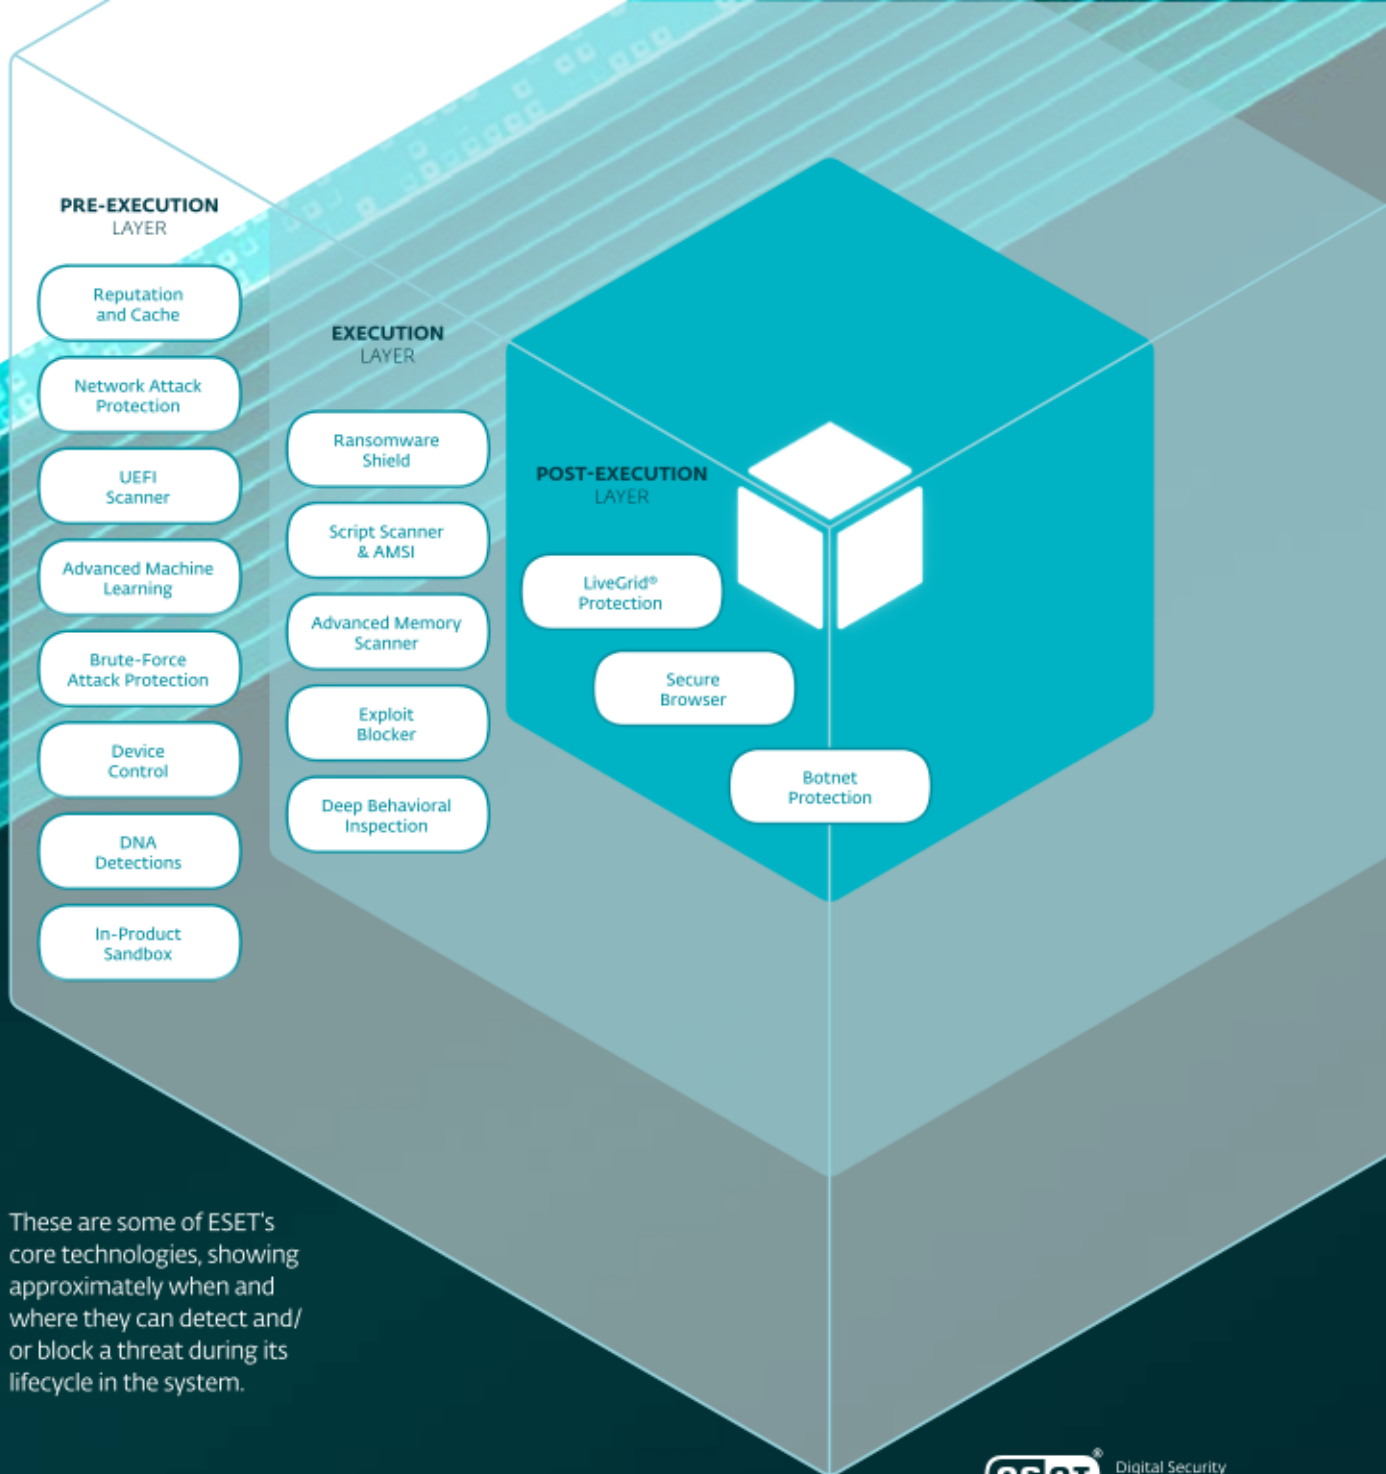 PRE-EXECUTION
LAYER
Reputation
and Cache
Network Attack
Protection
UEFI
Scanner
Advanced Machine
Learning
Brute-Force
Attack Protection
Device
Control
DNA
Detections
In-Product
Sandbox
EXECUTION
LAYER
Ransomware
Shield
Script Scanner
& AMSI
Advanced Memory
Scanner
Exploit
Blocker
Deep Behavioral
Inspection
POST-EXECUTION
LAYER
LiveGrid®
Protection
Secure
Browser
Botnet
Protection
These are some of ESET's
core technologies, showing
approximately when and
where they can detect and/
or block a threat during its
lifecycle in the system.
eset®
Digital Security